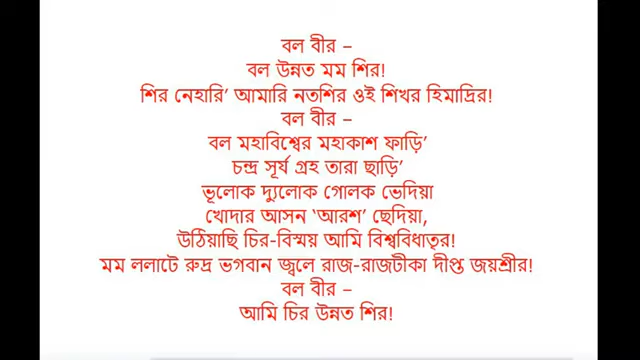 বল বীর –
বল উন্নত মম শির!
শির নেহারি’ আমারি নতশির ওই শিখর হিমাদ্রির!
বল বীর –
বল মহাবিশ্বের মহাকাশ ফাড়ি’
চন্দ্র সূর্য গ্রহ তারা ছাড়ি’
ভূলোক দ্যুলোক গোলক ভেদিয়া
খোদার আসন ‘আরশ’ ছেদিয়া,
উঠিয়াছি চির-বিস্ময় আমি বিশ্ববিধাতৃর!
মম ললাটে রুদ্র ভগবান জ্বলে রাজ-রাজটীকা দীপ্ত জয়শ্রীর!
বল বীর –
আমি চির উন্নত শির!